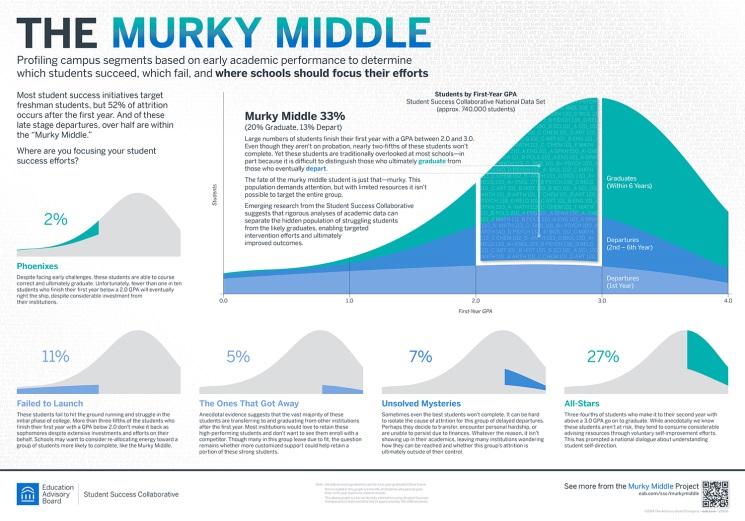 THE MURKY MIDDLE
Profiling campus segments based on early academic performance to determine
which students succeed, which fail, and where schools should focus their efforts
Most student success initiatives target
freshman students, but 52% of attrition
occurs after the first year. And of these
late stage departures, over half are within
the “Murky Middle.”
Where are you focusing your student
success efforts?
Students by First-Year GPA
Student Success Collaborative National Data Set
(approx. 740,000 students)
Murky Middle 33%
(20% Graduate, 13% Depart)
Large numbers of students finish their first year with a GPA between 2.0 and 3.0.
Even though they aren't on probation, nearly two-fifths of these students won't
complete. Yet these students are traditionally overlooked at most schools—in
part because it is difficult to distinguish those who ultimately graduate from
those who eventually depart.
The fate of the murky middle student is just that—murky. This
population demands attention, but with limited resources it isn't
possible to target the entire group.
Emerging research from the Student Success Collaborative
suggests that rigorous analyses of academic data can
separate the hidden population of struggling students
from the likely graduates, enabling targeted
intervention efforts and ultimately
improved outcomes.
Students
Graduates
(Within 6 Years)
Departures
(2nd – 6th Year)
Departures
(1st Year)
0.0
1.0
2.0
3.0
4.0
First-Year GPA
2%
Phoenixes
Despite facing early challenges, these students are able to course
correct and ultimately graduate. Unfortunately, fewer than one in ten
students who finish their first year below a 2.0 GPA will eventually
right the ship, despite considerable investment from
their institutions.
11%
Failed to Launch
These students fail to hit the ground running and struggle in the
initial phase of college. More than three fifths of the students who
finish their first year with a GPA below 2.0 don't make it back as
sophomores despite extensive investments and efforts on their
behalf. Schools may want to consider re-allocating energy toward a
group of students more likely to complete, like the Murky Middle.
5%
The Ones That Got Away
Anecdotal evidence suggests that the vast majority of these
students are transferring to and graduating from other institutions
after the first year. Most institutions would love to retain these
high-performing students and don't want to see them enroll with a
competitor. Though many in this group leave due to fit, the question
remains whether more customized support could help retain a
portion of these strong students.
7%
Unsolved Mysteries
Sometimes even the best students won't complete. It can be hard
to isolate the cause of attrition for this group of delayed departures.
Perhaps they decide to transfer, encounter personal hardship, or
are unable to persist due to finances. Whatever the reason, it isn't
showing up in their academics, leaving many institutions wondering
how they can be reached and whether this group's attrition is
ultimately outside of their control.
27%
All-Stars
Three-fourths of students who make it to their second year with
above a 3.0 GPA go on to graduate. While anecdotally we know
these students aren't at risk, they tend to consume considerable
advising resources through voluntary self-improvement efforts.
This has prompted a national dialogue about understanding
student self-direction.
Education
Advisory
Board
Student Success Collaborative
See more from the Murky Middle Project
eab.com/ssc/murkymiddle